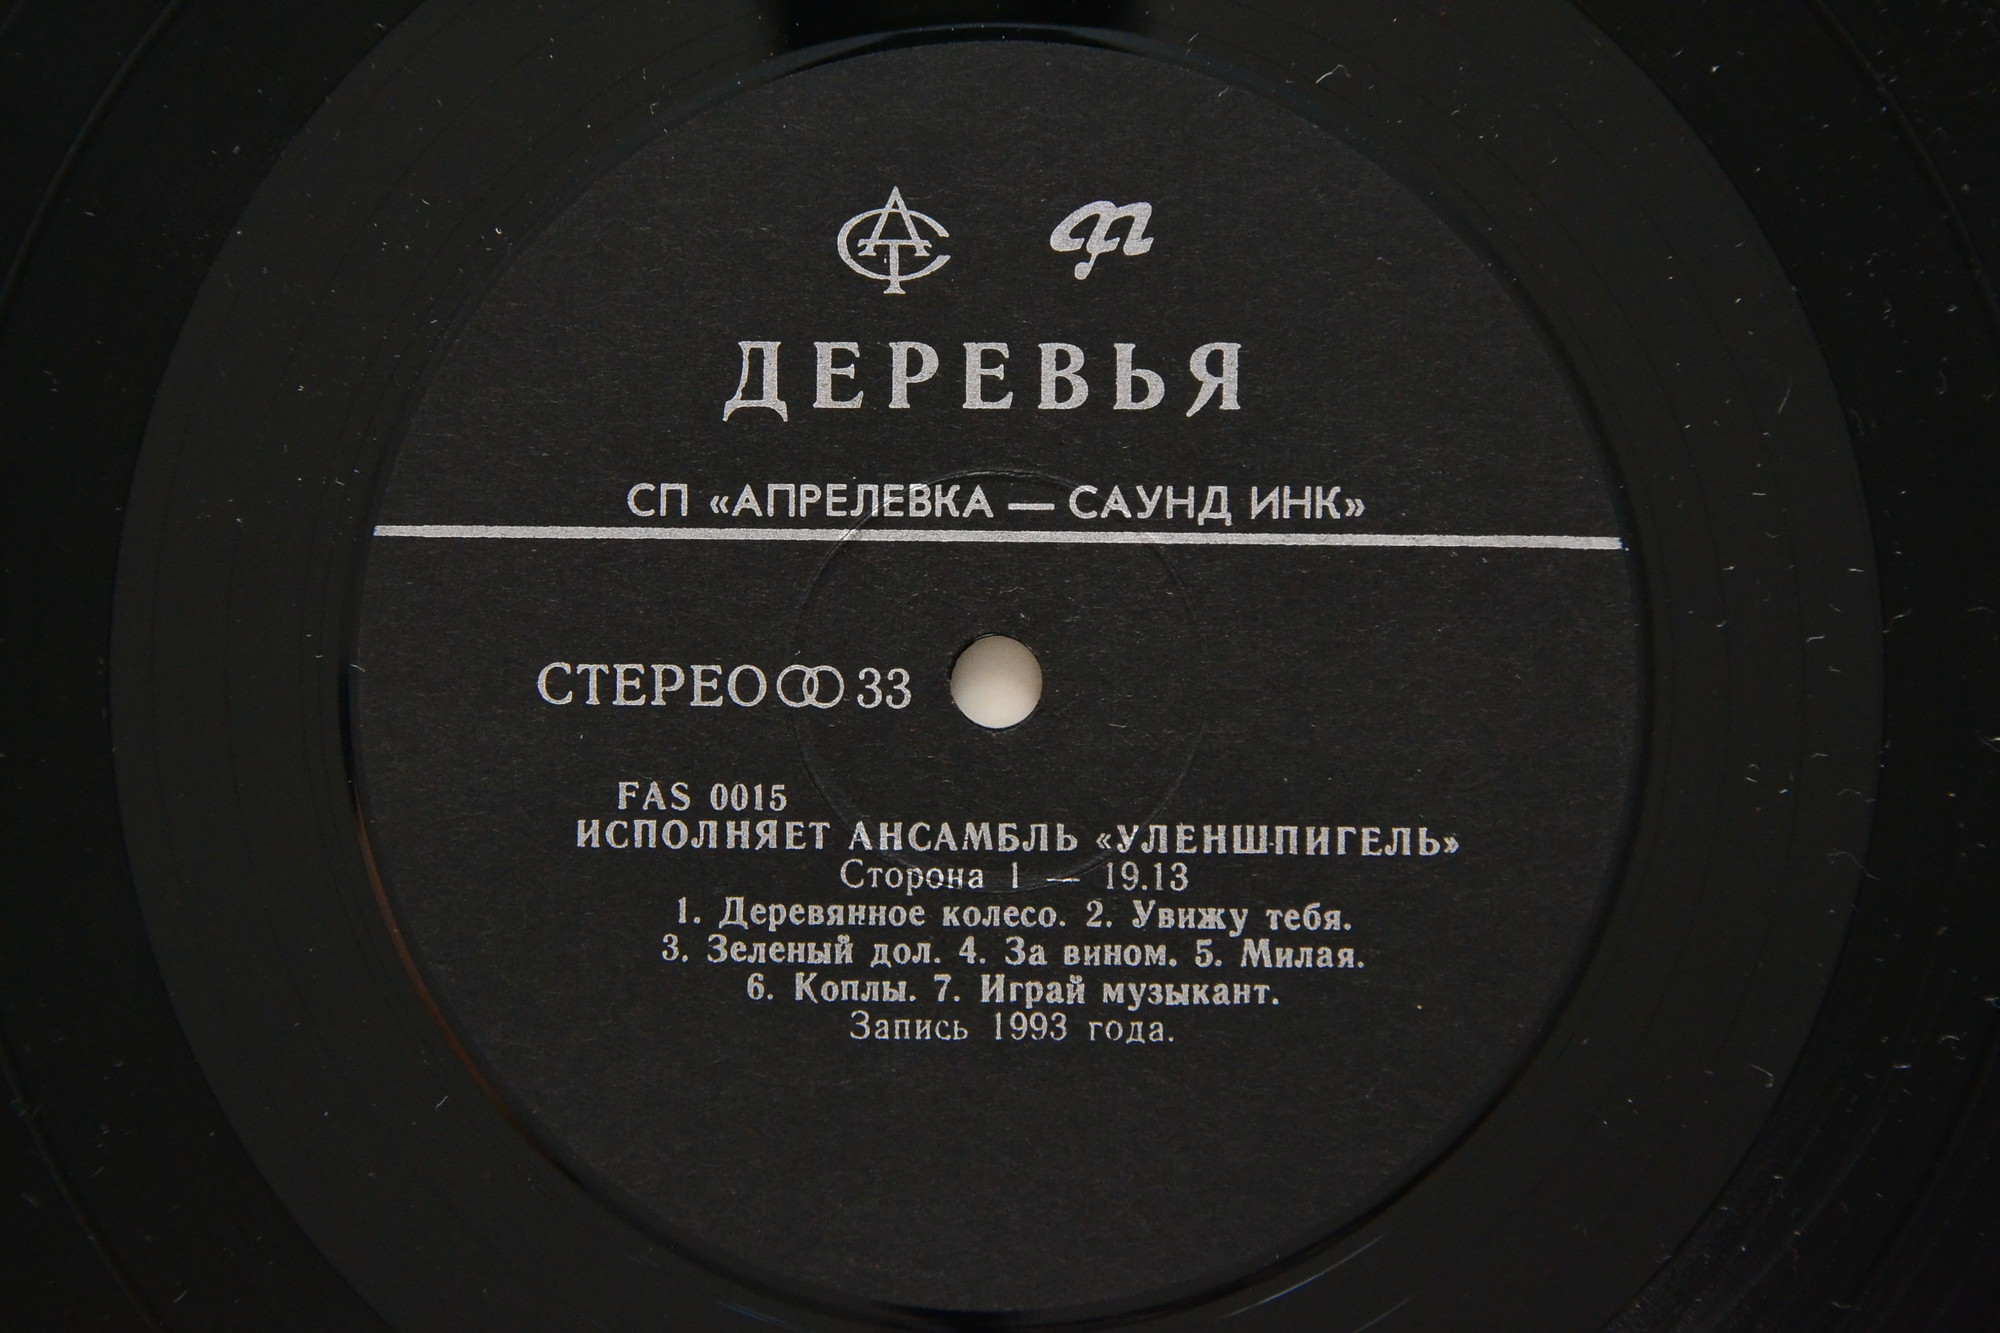 ДЕРЕВЬЯ
СП «АПРЕЛЕВКА — САУНД ИНК»
СТЕРЕО 33
FAS 0015
ИСПОЛНЯЕТ АНСАМБЛЬ «УЛЕНШПИГЕЛЬ»
Сторона 1 — 19.13
1. Деревянное колесо. 2. Увижу тебя.
3. Зеленый дол. 4. За вином. 5. Милая.
6. Коплы. 7. Играй музыкант.
Запись 1993 года.